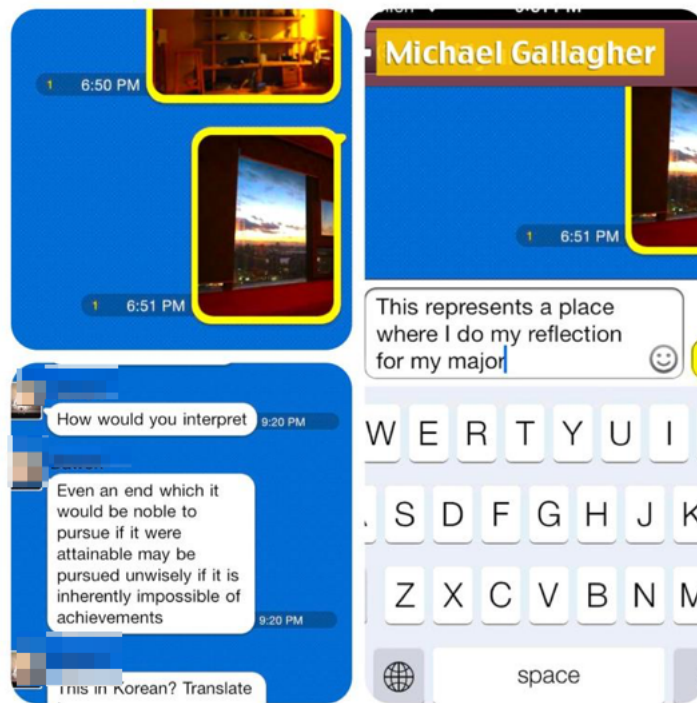 1 6:50 PM
1 6:51 PM
How would you interpret 9:20 PM
Even an end which it
would be noble to
pursue if it were
attainable may be
pursued unwisely if it is
inherently impossible of
achievements 9:20 PM
This in Korean? Translate
Michael Gallagher
1 6:51 PM
This represents a place
where I do my reflection
for my major
W E R T Y U I
S D F G H J K
Z X C V B N M
space